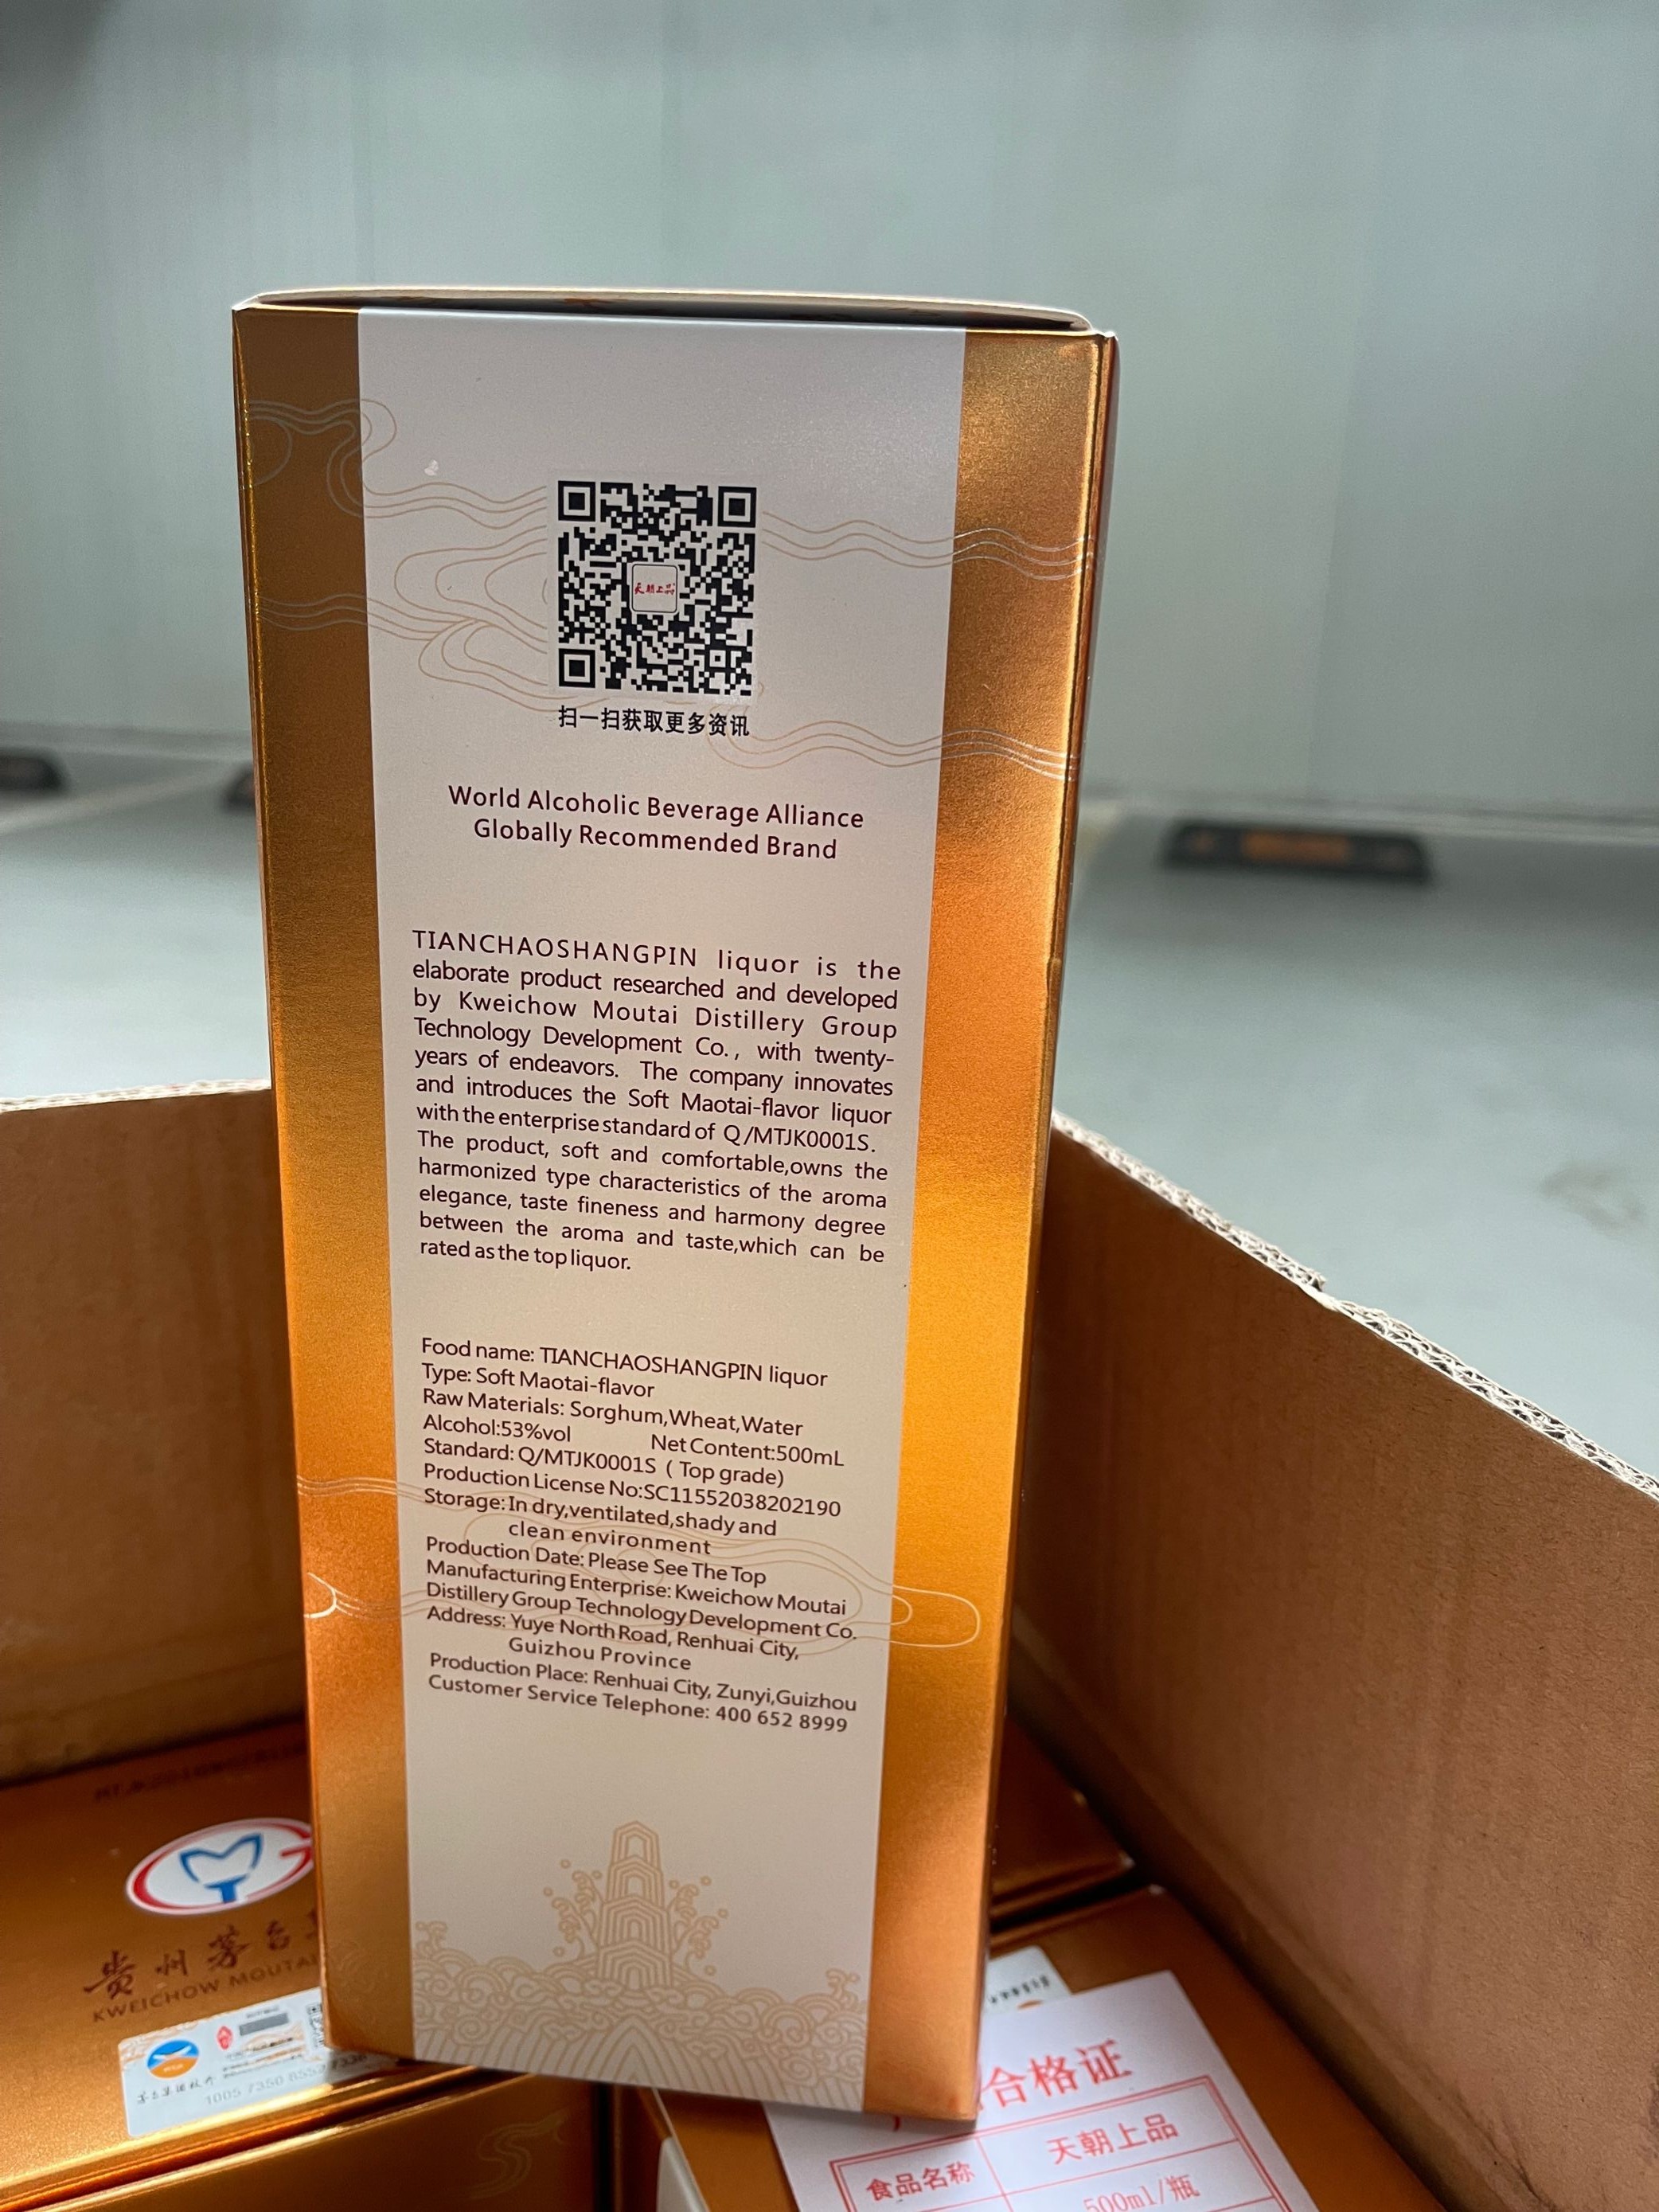 天朝上品
扫一扫获取更多资讯
World Alcoholic Beverage Alliance
Globally Recommended Brand
TIANCHAOSHANGPIN liquor is the
elaborate product researched and developed
by Kweichow Moutai Distillery Group
Technology Development Co., with twenty-
years of endeavors. The company innovates
and introduces the Soft Maotai-flavor liquor
with the enterprise standard of Q/MTJK0001S.
The product, soft and comfortable,owns the
harmonized type characteristics of the aroma
elegance, taste fineness and harmony degree
between the aroma and taste,which can be
rated as the top liquor.
Food name: TIANCHAOSHANGPIN liquor
Type: Soft Maotai-flavor
Raw Materials: Sorghum,Wheat,Water
Alcohol:53%vol Net Content:500mL
Standard: Q/MTJK0001S ( Top grade)
Production License No:SC11552038202190
Storage: In dry,ventilated,shady and
clean environment
Production Date: Please See The Top
Manufacturing Enterprise: Kweichow Moutai
Distillery Group Technology Development Co.
Address: Yuye North Road, Renhuai City,
Guizhou Province
Production Place: Renhuai City, Zunyi,Guizhou
Customer Service Telephone: 400 652 8999
贵州茅台
KWEICHOW MOUTAI
1005 7350
合格证
食品名称 天朝上品
500ml/瓶